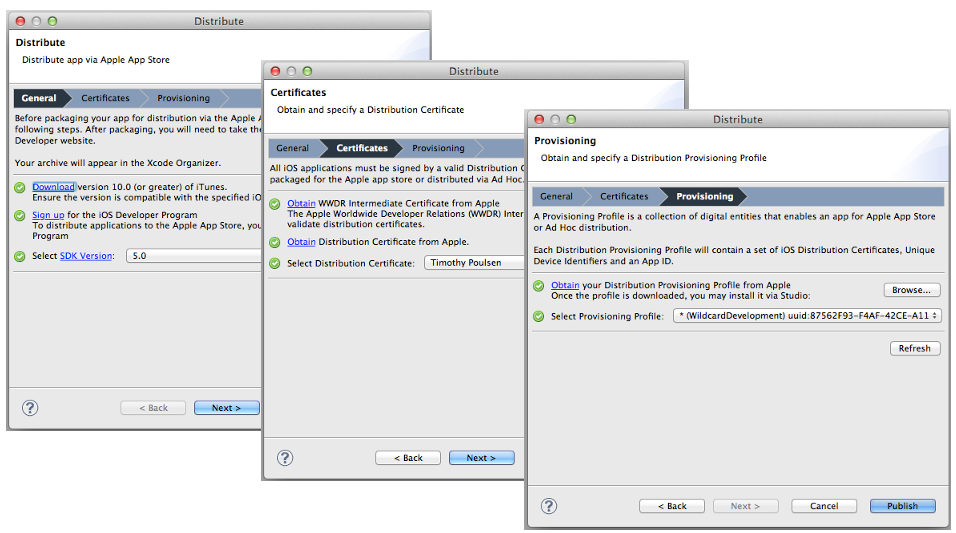 Distribute
Distribute
Distribute app via Apple App Store
General Certificates Provisioning
Before packaging your app for distribution via the Apple
following steps. After packaging, you will need to take the
Developer website.
Your archive will appear in the Xcode Organizer.
Download version 10.0 (or greater) of iTunes.
Ensure the version is compatible with the specified iO
Sign up for the iOS Developer Program
To distribute applications to the Apple App Store, you
Program
Select SDK Version: 5.0
? < Back Next >
Distribute
Certificates
Obtain and specify a Distribution Certificate
General Certificates Provisioning
All iOS applications must be signed by a valid Distribution
packaged for the Apple app store or distributed via Ad Hoc.
Obtain WWDR Intermediate Certificate from Apple
The Apple Worldwide Developer Relations (WWDR) Inter
validate distribution certificates.
Obtain Distribution Certificate from Apple.
Select Distribution Certificate: Timothy Poulsen
? < Back Next >
Distribute
Provisioning
Obtain and specify a Distribution Provisioning Profile
General Certificates Provisioning
A Provisioning Profile is a collection of digital entities that enables an app for Apple App Store
or Ad Hoc distribution.
Each Distribution Provisioning Profile will contain a set of iOS Distribution Certificates, Unique
Device Identifiers and an App ID.
Obtain your Distribution Provisioning Profile from Apple
Once the profile is downloaded, you may install it via Studio: Browse...
Select Provisioning Profile: * (WildcardDevelopment) uuid:87562F93-F4AF-42CE-A11
Refresh
? < Back Next > Cancel Publish